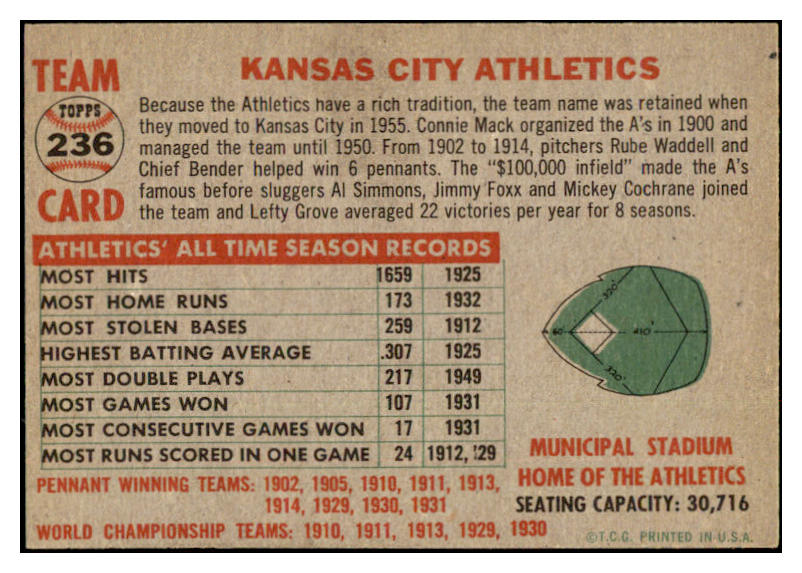 TEAM
TOPPS
236
CARD
KANSAS CITY ATHLETICS
Because the Athletics have a rich tradition, the team name was retained when
they moved to Kansas City in 1955. Connie Mack organized the A's in 1900 and
managed the team until 1950. From 1902 to 1914, pitchers Rube Waddell and
Chief Bender helped win 6 pennants. The "$100,000 infield" made the A's
famous before sluggers Al Simmons, Jimmy Foxx and Mickey Cochrane joined
the team and Lefty Grove averaged 22 victories per year for 8 seasons.
ATHLETICS' ALL TIME SEASON RECORDS
MOST HITS 1659 1925
MOST HOME RUNS 173 1932
MOST STOLEN BASES 259 1912
HIGHEST BATTING AVERAGE .307 1925
MOST DOUBLE PLAYS 217 1949
MOST GAMES WON 107 1931
MOST CONSECUTIVE GAMES WON 17 1931
MOST RUNS SCORED IN ONE GAME 24 1912, '29
PENNANT WINNING TEAMS: 1902, 1905, 1910, 1911, 1913,
1914, 1929, 1930, 1931
WORLD CHAMPIONSHIP TEAMS: 1910, 1911, 1913, 1929, 1930
320'
60'
410'
320'
MUNICIPAL STADIUM
HOME OF THE ATHLETICS
SEATING CAPACITY: 30,716
©T.C.G. PRINTED IN U.S.A.